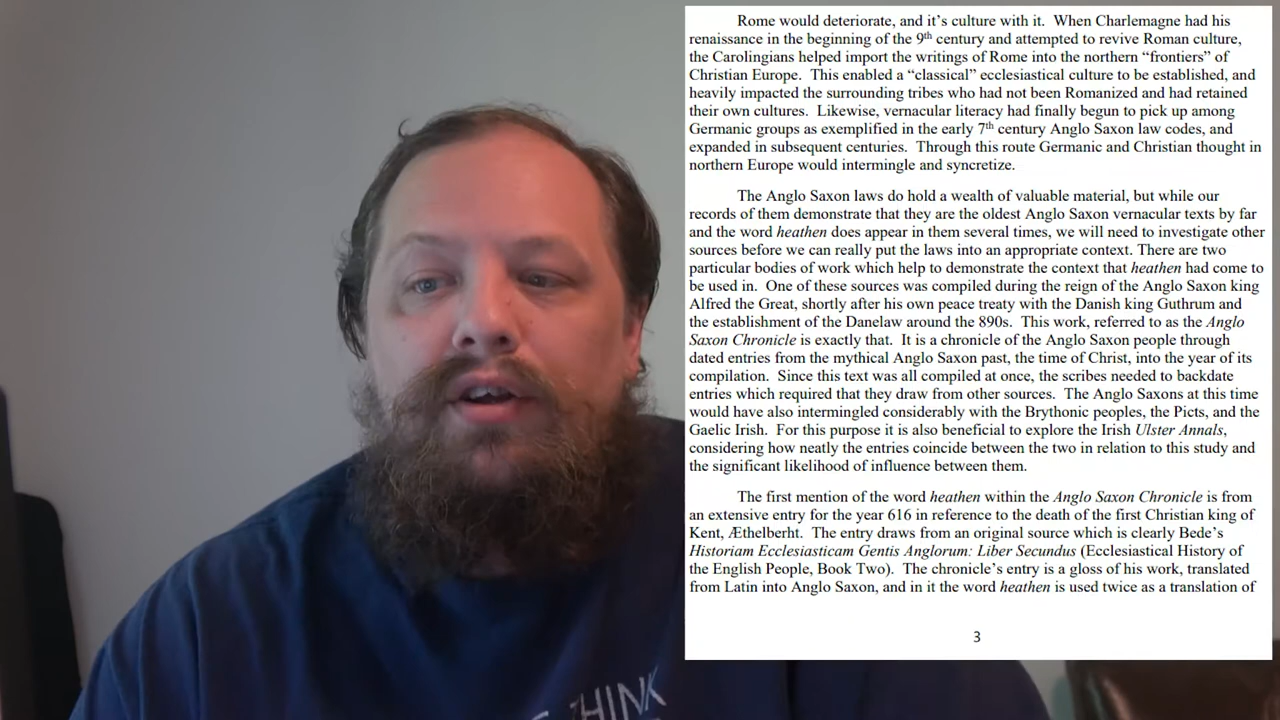 Rome would deteriorate, and it's culture with it. When Charlemagne had his
renaissance in the beginning of the 9th century and attempted to revive Roman culture,
the Carolingians helped import the writings of Rome into the northern “frontiers” of
Christian Europe. This enabled a “classical” ecclesiastical culture to be established, and
heavily impacted the surrounding tribes who had not been Romanized and had retained
their own cultures. Likewise, vernacular literacy had finally begun to pick up among
Germanic groups as exemplified in the early 7th century Anglo Saxon law codes, and
expanded in subsequent centuries. Through this route Germanic and Christian thought in
northern Europe would intermingle and syncretize.
The Anglo Saxon laws do hold a wealth of valuable material, but while our
records of them demonstrate that they are the oldest Anglo Saxon vernacular texts by far
and the word heathen does appear in them several times, we will need to investigate other
sources before we can really put the laws into an appropriate context. There are two
particular bodies of work which help to demonstrate the context that heathen had come to
be used in. One of these sources was compiled during the reign of the Anglo Saxon king
Alfred the Great, shortly after his own peace treaty with the Danish king Guthrum and
the establishment of the Danelaw around the 890s. This work, referred to as the Anglo
Saxon Chronicle is exactly that. It is a chronicle of the Anglo Saxon people through
dated entries from the mythical Anglo Saxon past, the time of Christ, into the year of its
compilation. Since this text was all compiled at once, the scribes needed to backdate
entries which required that they draw from other sources. The Anglo Saxons at this time
would have also intermingled considerably with the Brythonic peoples, the Picts, and the
Gaelic Irish. For this purpose it is also beneficial to explore the Irish Ulster Annals,
considering how neatly the entries coincide between the two in relation to this study and
the significant likelihood of influence between them.
The first mention of the word heathen within the Anglo Saxon Chronicle is from
an extensive entry for the year 616 in reference to the death of the first Christian king of
Kent, Æthelberht. The entry draws from an original source which is clearly Bede's
Historiam Ecclesiasticam Gentis Anglorum: Liber Secundus (Ecclesiastical History of
the English People, Book Two). The chronicle's entry is a gloss of his work, translated
from Latin into Anglo Saxon, and in it the word heathen is used twice as a translation of
3
THINK